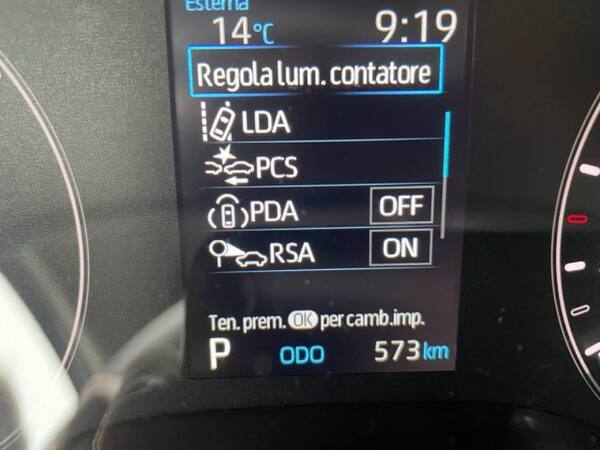 Esterna
14°C 9:19
Regola lum. contatore
LDA
PCS
PDA OFF
RSA ON
Ten. prem. OK per camb.imp.
P ODO 573 km